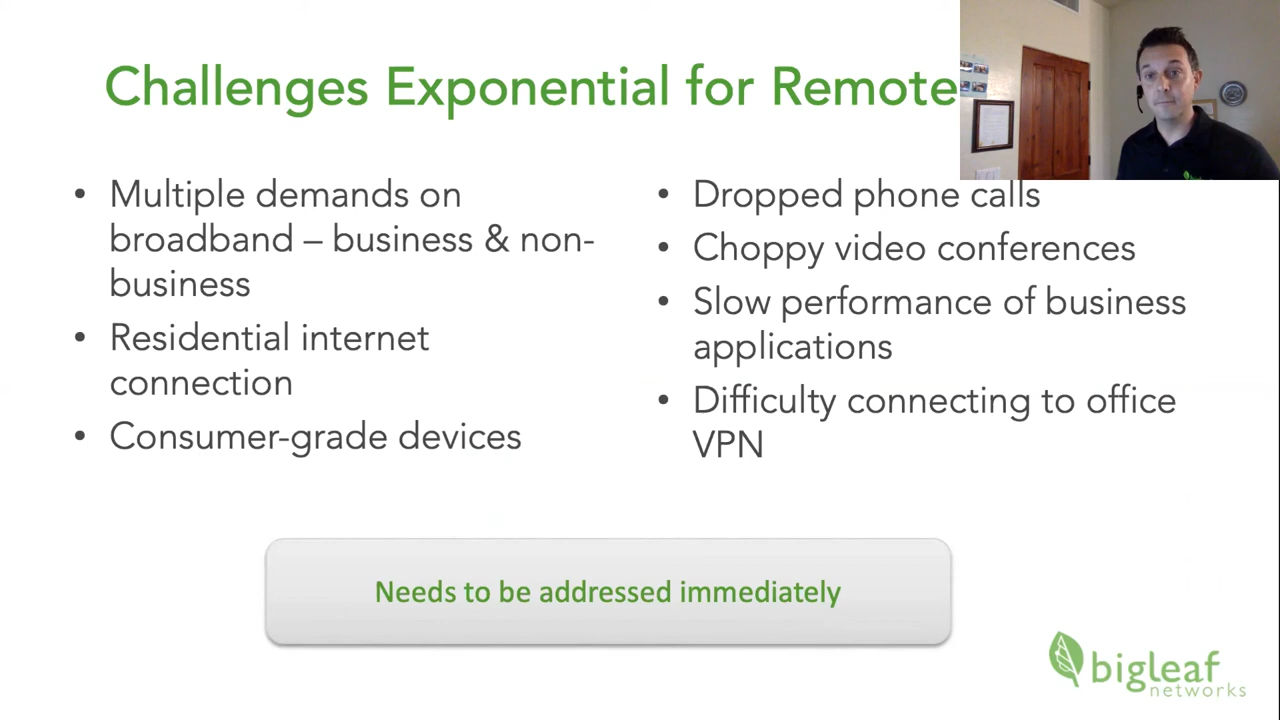 Challenges Exponential for Remote
• Multiple demands on
broadband – business & non-
business
• Residential internet
connection
• Consumer-grade devices
• Dropped phone calls
• Choppy video conferences
• Slow performance of business
applications
• Difficulty connecting to office
VPN
Needs to be addressed immediately
bigleaf
networks